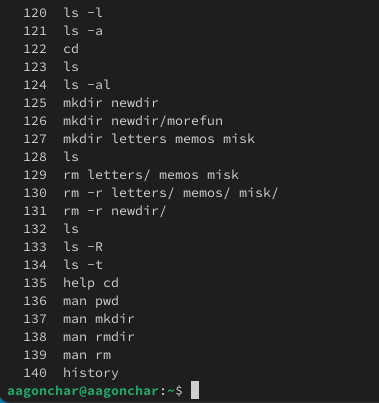 120 ls -l
121 ls -a
122 cd
123 ls
124 ls -al
125 mkdir newdir
126 mkdir newdir/morefun
127 mkdir letters memos misk
128 ls
129 rm letters/ memos misk
130 rm -r letters/ memos/ misk/
131 rm -r newdir/
132 ls
133 ls -R
134 ls -t
135 help cd
136 man pwd
137 man mkdir
138 man rmdir
139 man rm
140 history
aagonchar@aagonchar:~$